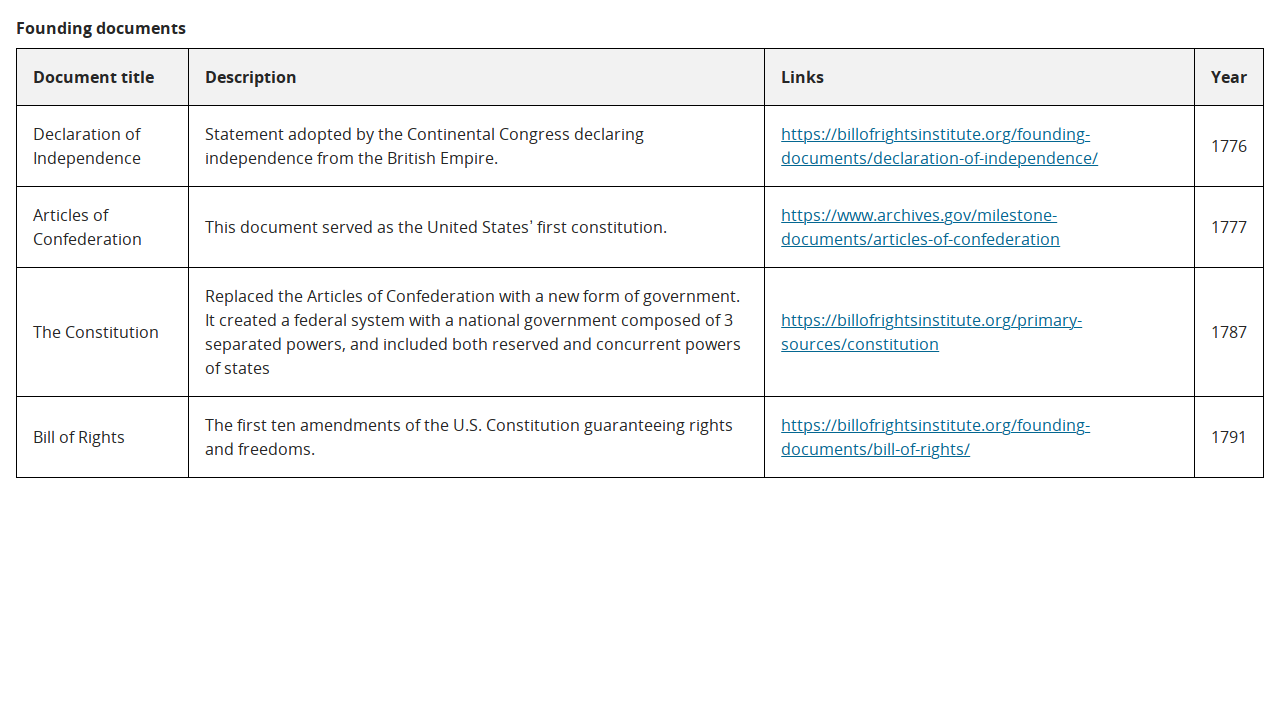 Founding documents
Document title Description Links Year
Declaration of
Independence
Statement adopted by the Continental Congress declaring
independence from the British Empire.
https://billofrightsinstitute.org/founding-
documents/declaration-of-independence/
1776
Articles of
Confederation
This document served as the United States' first constitution.
https://www.archives.gov/milestone-
documents/articles-of-confederation
1777
The Constitution
Replaced the Articles of Confederation with a new form of government.
It created a federal system with a national government composed of 3
separated powers, and included both reserved and concurrent powers
of states
https://billofrightsinstitute.org/primary-
sources/constitution
1787
Bill of Rights
The first ten amendments of the U.S. Constitution guaranteeing rights
and freedoms.
https://billofrightsinstitute.org/founding-
documents/bill-of-rights/
1791